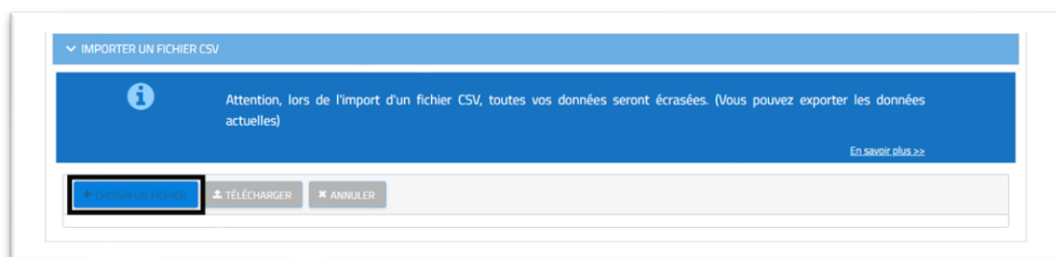 IMPORTER UN FICHIER CSV
Attention, lors de l'import d'un fichier CSV, toutes vos données seront écrasées. (Vous pouvez exporter les données
actuelles)
En savoir plus >>
+ CHOISIR UN FICHIER TÉLÉCHARGER ✖ ANNULER